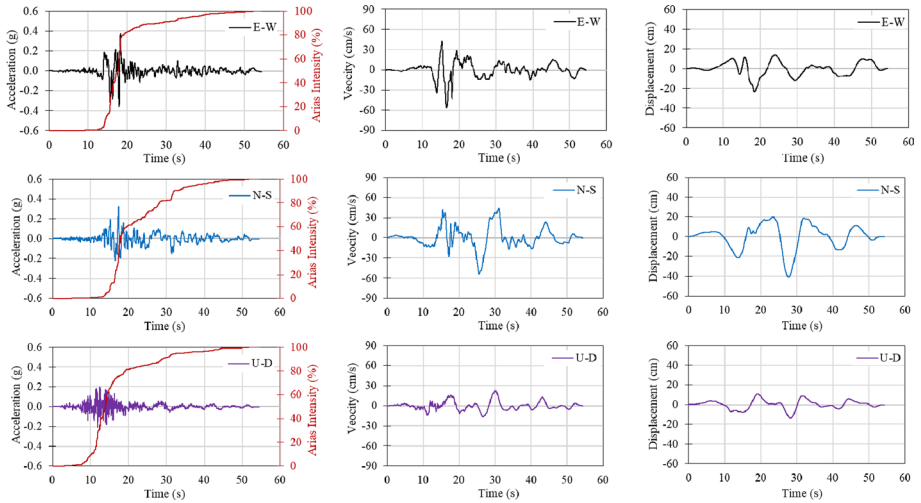 Acceleration (g)
0.6
0.4
0.2
0.0
-0.2
-0.4
-0.6
E-W
100
80
60
40
20
0
Arias Intensity (%)
0 10 20 30 40 50 60
Time (s)
Veocity (cm/s)
90
60
30
0
-30
-60
-90
E-W
0 10 20 30 40 50 60
Time (s)
Displacement (cm)
60
40
20
0
-20
-40
-60
E-W
0 10 20 30 40 50 60
Time (s)
Acceleration (g)
0.6
0.4
0.2
0.0
-0.2
-0.4
-0.6
N-S
100
80
60
40
20
0
Arias Intensity (%)
0 10 20 30 40 50 60
Time (s)
Veocity (cm/s)
90
60
30
0
-30
-60
-90
N-S
0 10 20 30 40 50 60
Time (s)
Displacement (cm)
60
40
20
0
-20
-40
-60
N-S
0 10 20 30 40 50 60
Time (s)
Acceleration (g)
0.6
0.4
0.2
0.0
-0.2
-0.4
-0.6
U-D
100
80
60
40
20
0
Arias Intensity (%)
0 10 20 30 40 50 60
Time (s)
Veocity (cm/s)
90
60
30
0
-30
-60
-90
U-D
0 10 20 30 40 50 60
Time (s)
Displacement (cm)
60
40
20
0
-20
-40
-60
U-D
0 10 20 30 40 50 60
Time (s)